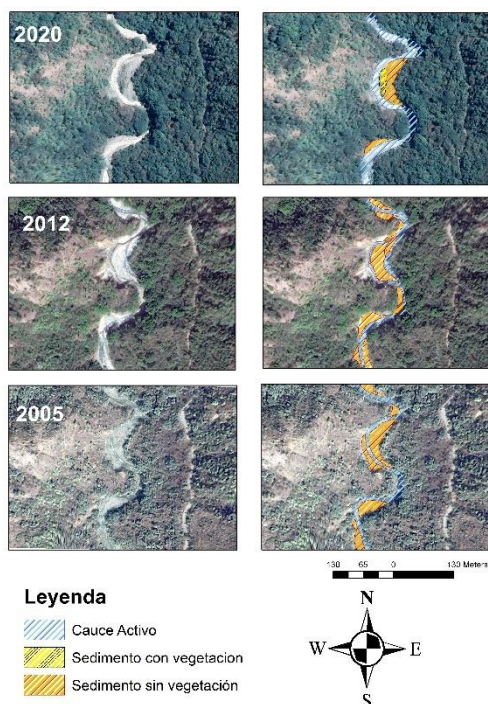 2020
2012
2005
130 65 0 130 Meters
Leyenda
Cauce Activo
Sedimento con vegetacion
Sedimento sin vegetación
N
W E
S